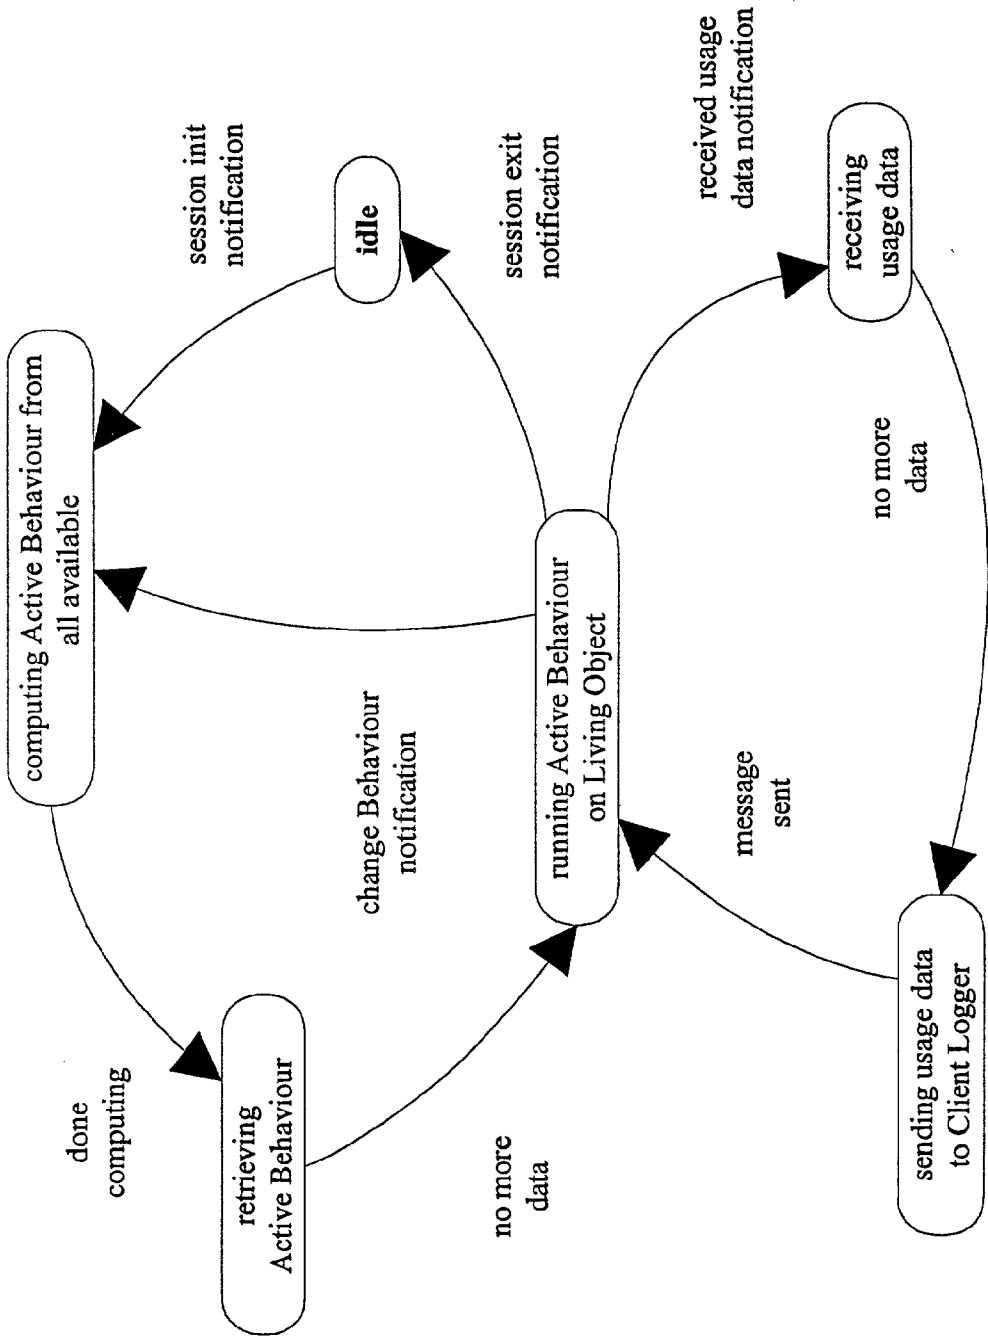 computing Active Behaviour from
all available
session init
notification
idle
session exit
notification
done
computing
change Behaviour
notification
retrieving
Active Behaviour
no more
data
running Active Behaviour
on Living Object
received usage
data notification
receiving
usage data
no more
data
message
sent
sending usage data
to Client Logger